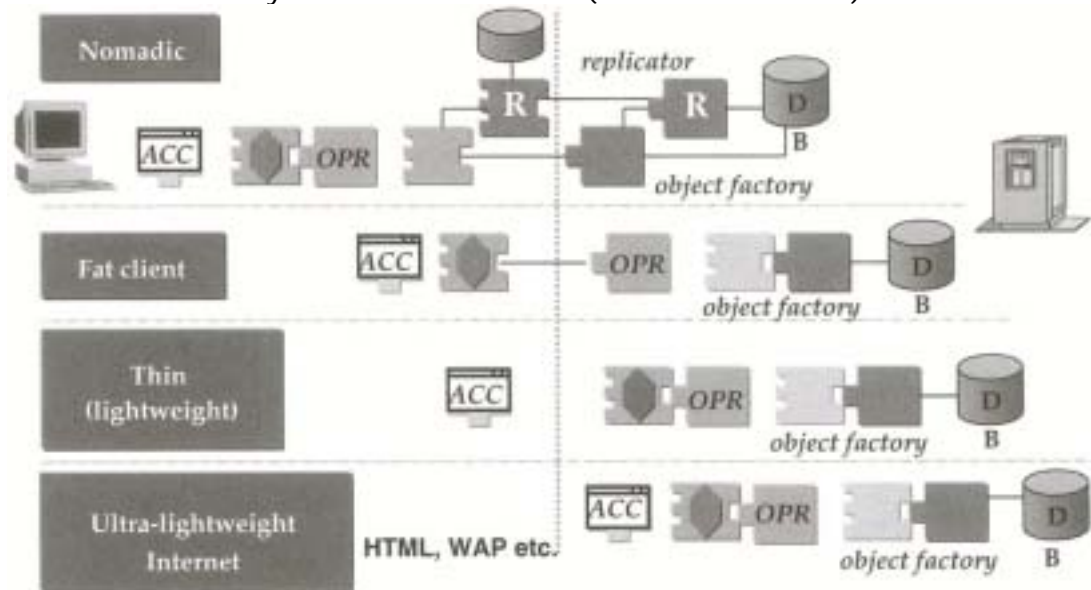 Nomadic
replicator
R
R
D
B
ACC
OPR
object factory
Fat client
ACC
OPR
D
B
object factory
Thin
(lightweight)
ACC
OPR
D
B
object factory
Ultra-lightweight
Internet
HTML, WAP etc.
ACC
OPR
D
B
object factory